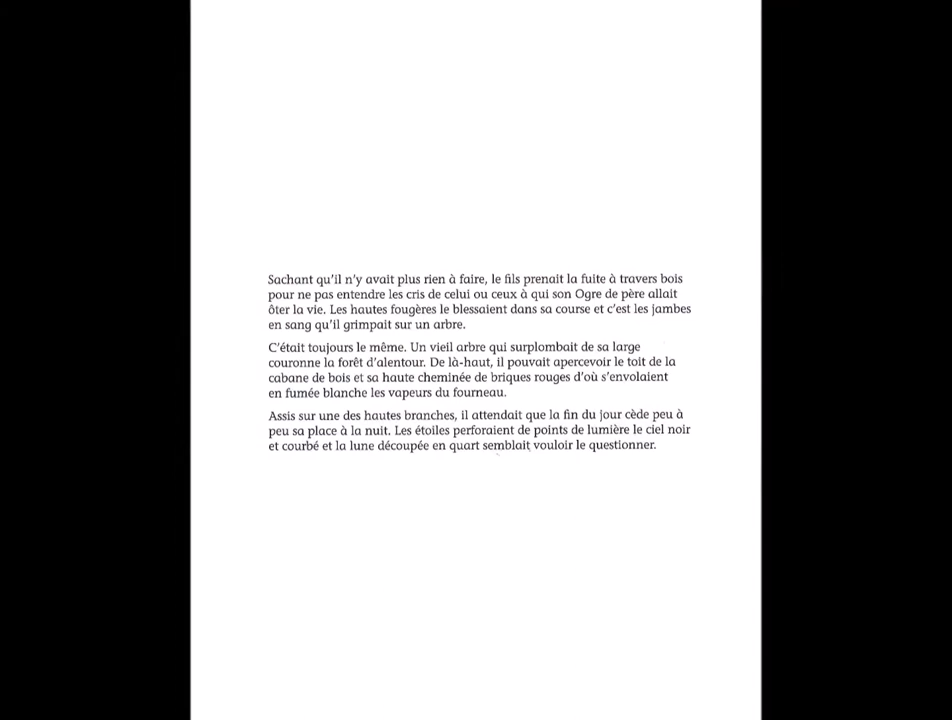 Sachant qu'il n'y avait plus rien à faire, le fils prenait la fuite à travers bois
pour ne pas entendre les cris de celui ou ceux à qui son Ogre de père allait
ôter la vie. Les hautes fougères le blessaient dans sa course et c'est les jambes
en sang qu'il grimpait sur un arbre.
C'était toujours le même. Un vieil arbre qui surplombait de sa large
couronne la forêt d'alentour. De là-haut, il pouvait apercevoir le toit de la
cabane de bois et sa haute cheminée de briques rouges d'où s'envolaient
en fumée blanche les vapeurs du fourneau.
Assis sur une des hautes branches, il attendait que la fin du jour cède peu à
peu sa place à la nuit. Les étoiles perforaient de points de lumière le ciel noir
et courbé et la lune découpée en quart semblait vouloir le questionner.